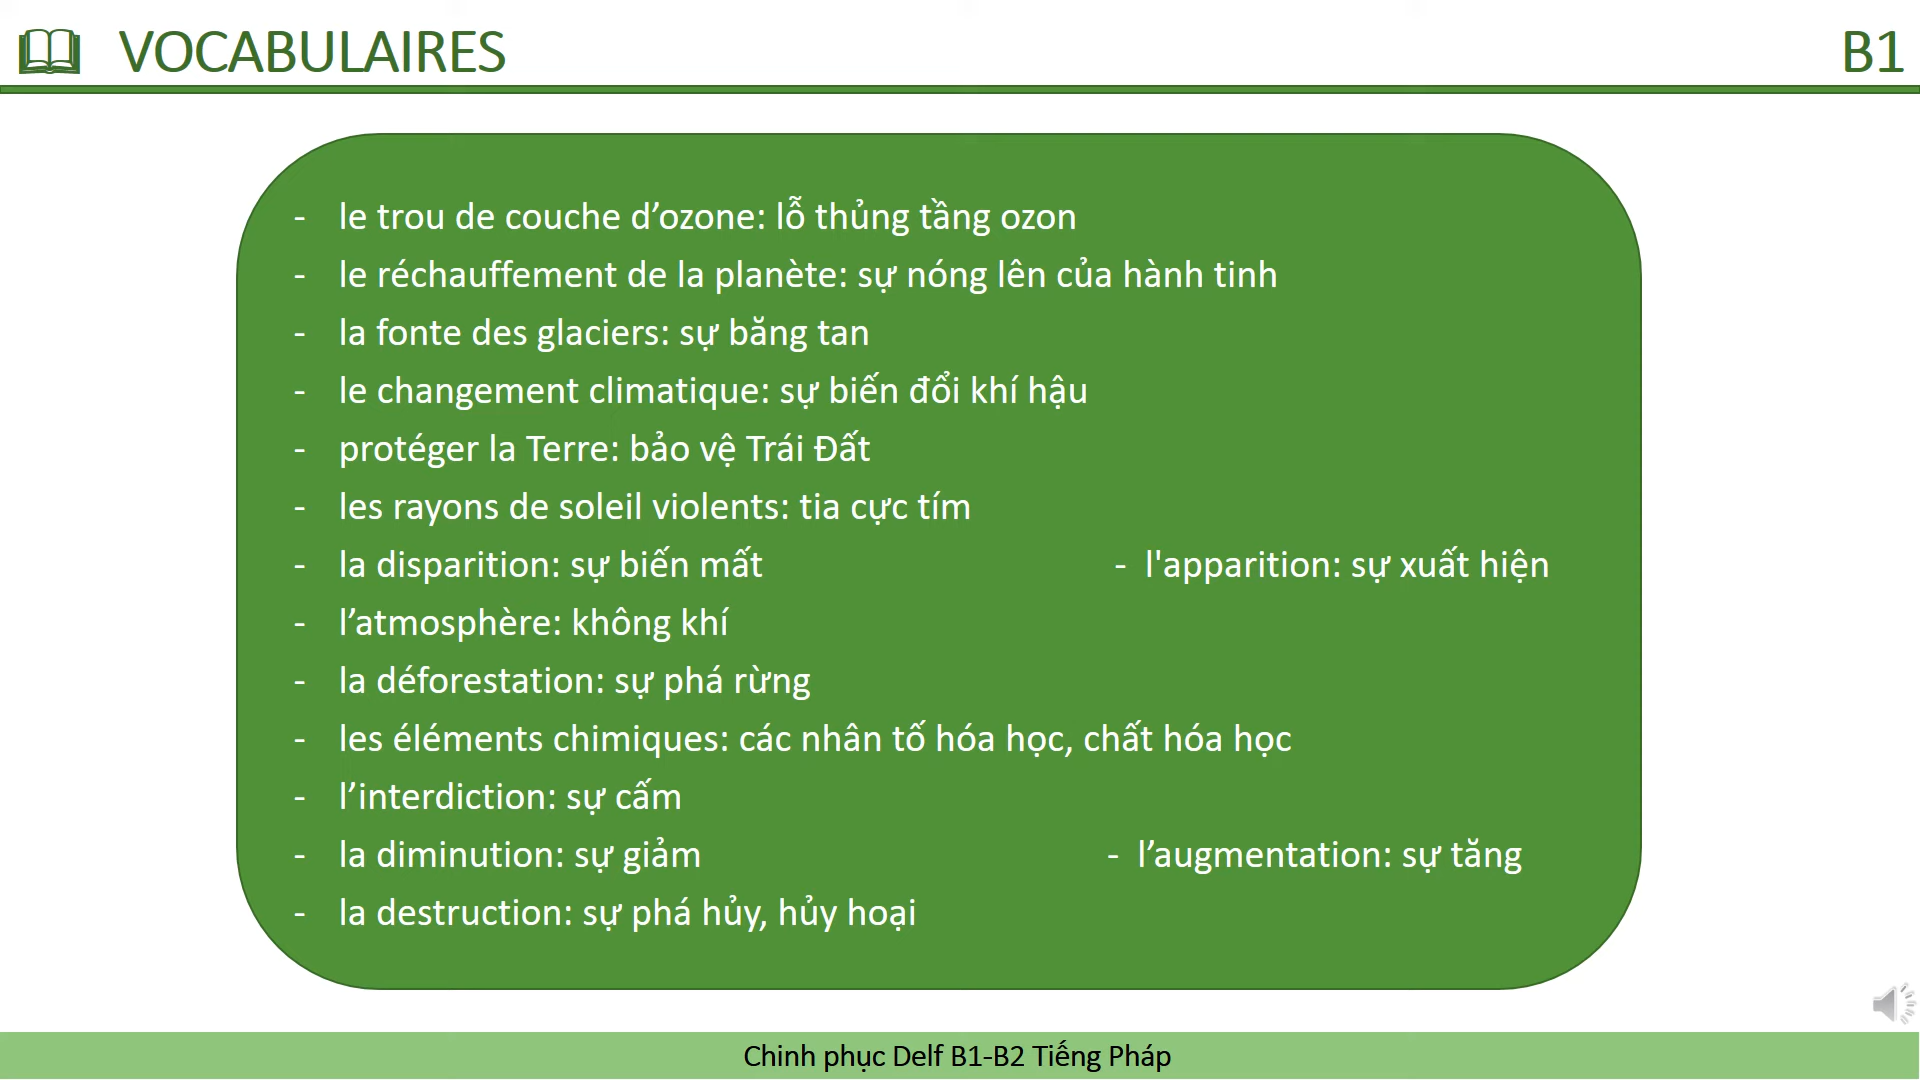 VOCABULAIRES
B1
- le trou de couche d’ozone: lỗ thủng tầng ozon
- le réchauffement de la planète: sự nóng lên của hành tinh
- la fonte des glaciers: sự băng tan
- le changement climatique: sự biến đổi khí hậu
- protéger la Terre: bảo vệ Trái Đất
- les rayons de soleil violents: tia cực tím
- la disparition: sự biến mất - l'apparition: sự xuất hiện
- l’atmosphère: không khí
- la déforestation: sự phá rừng
- les éléments chimiques: các nhân tố hóa học, chất hóa học
- l’interdiction: sự cấm
- la diminution: sự giảm - l’augmentation: sự tăng
- la destruction: sự phá hủy, hủy hoại
Chinh phục Delf B1-B2 Tiếng Pháp